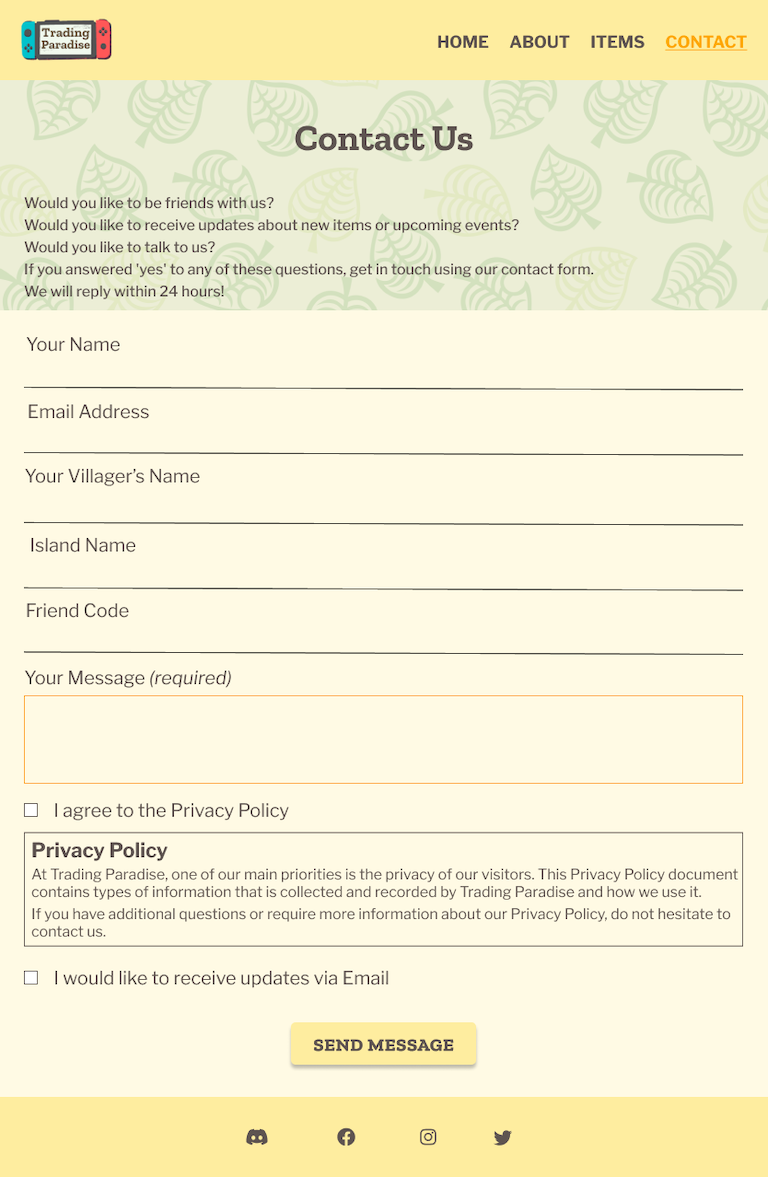 Trading
Paradise
HOME ABOUT ITEMS CONTACT
Contact Us
Would you like to be friends with us?
Would you like to receive updates about new items or upcoming events?
Would you like to talk to us?
If you answered 'yes' to any of these questions, get in touch using our contact form.
We will reply within 24 hours!
Your Name
Email Address
Your Villager’s Name
Island Name
Friend Code
Your Message (required)
I agree to the Privacy Policy
Privacy Policy
At Trading Paradise, one of our main priorities is the privacy of our visitors. This Privacy Policy document
contains types of information that is collected and recorded by Trading Paradise and how we use it.
If you have additional questions or require more information about our Privacy Policy, do not hesitate to
contact us.
I would like to receive updates via Email
SEND MESSAGE